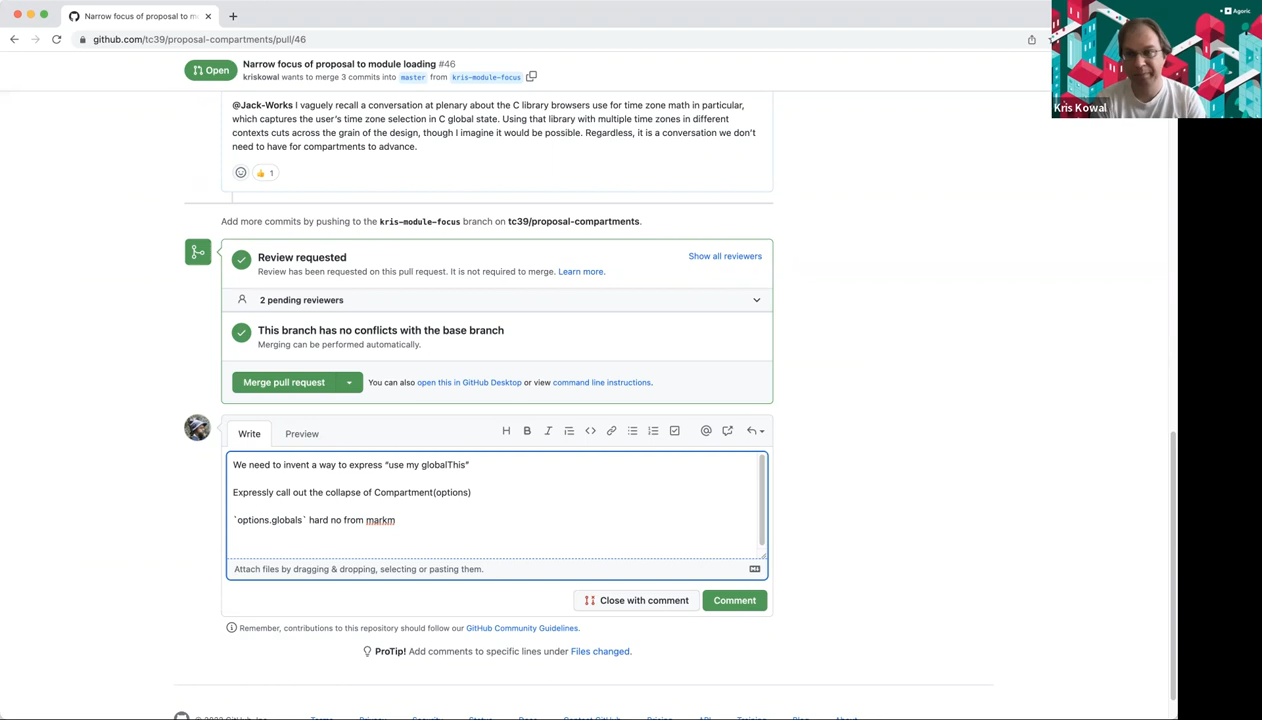 Narrow focus of proposal to m
github.com/tc39/proposal-compartments/pull/46
Agoric
Kris Kowal
Open
Narrow focus of proposal to module loading #46
kriskowal wants to merge 3 commits into master from kris-module-focus
@Jack-Works I vaguely recall a conversation at plenary about the C library browsers use for time zone math in particular,
which captures the user's time zone selection in C global state. Using that library with multiple time zones in different
contexts cuts across the grain of the design, though I imagine it would be possible. Regardless, it is a conversation we don't
need to have for compartments to advance.
👍 1
Add more commits by pushing to the kris-module-focus branch on tc39/proposal-compartments.
Review requested
Show all reviewers
Review has been requested on this pull request. It is not required to merge. Learn more.
2 pending reviewers
This branch has no conflicts with the base branch
Merging can be performed automatically.
Merge pull request
You can also open this in GitHub Desktop or view command line instructions.
Write Preview
We need to invent a way to express “use my globalThis”
Expressly call out the collapse of Compartment(options)
`options.globals` hard no from markm
Attach files by dragging & dropping, selecting or pasting them.
Close with comment Comment
Remember, contributions to this repository should follow our GitHub Community Guidelines.
ProTip! Add comments to specific lines under Files changed.